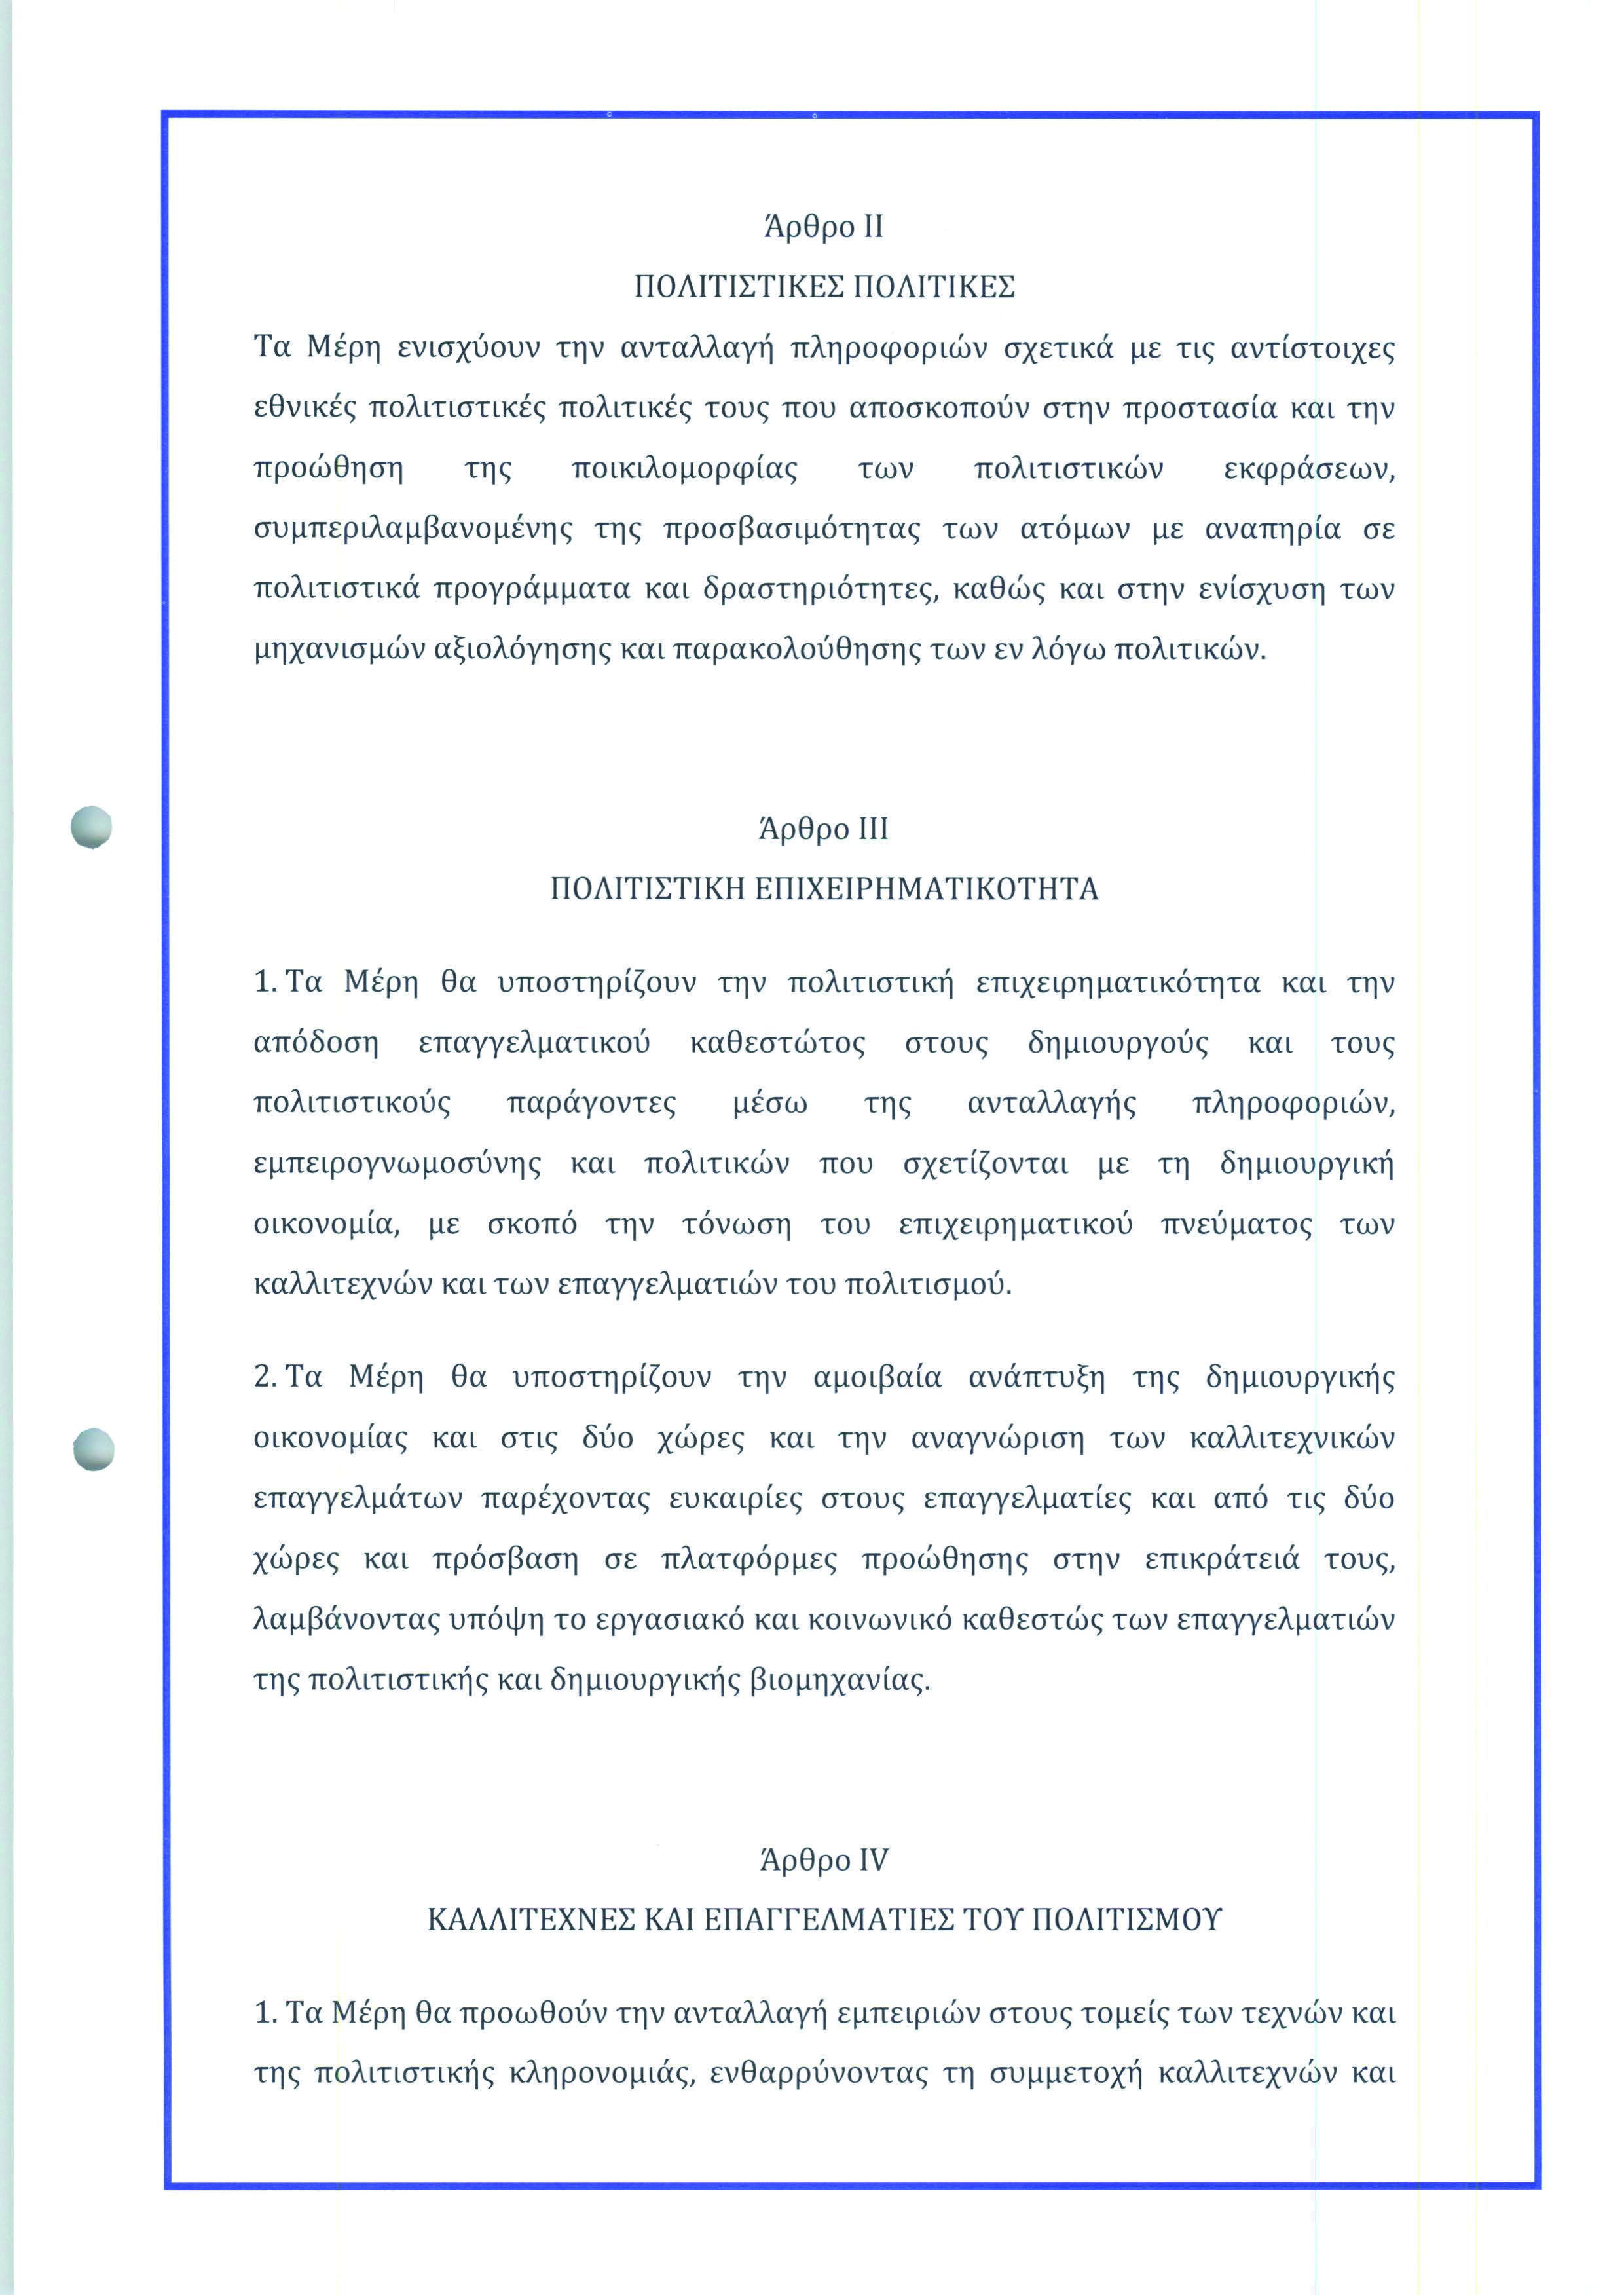 Άρθρο II
ΠΟΛΙΤΙΣΤΙΚΕΣ ΠΟΛΙΤΙΚΕΣ
Τα Μέρη ενισχύουν την ανταλλαγή πληροφοριών σχετικά με τις αντίστοιχες
εθνικές πολιτιστικές πολιτικές τους που αποσκοπούν στην προστασία και την
προώθηση της ποικιλομορφίας των πολιτιστικών εκφράσεων,
συμπεριλαμβανομένης της προσβασιμότητας των ατόμων με αναπηρία σε
πολιτιστικά προγράμματα και δραστηριότητες, καθώς και στην ενίσχυση των
μηχανισμών αξιολόγησης και παρακολούθησης των εν λόγω πολιτικών.
Άρθρο III
ΠΟΛΙΤΙΣΤΙΚΗ ΕΠΙΧΕΙΡΗΜΑΤΙΚΟΤΗΤΑ
1. Τα Μέρη θα υποστηρίζουν την πολιτιστική επιχειρηματικότητα και την
απόδοση επαγγελματικού καθεστώτος στους δημιουργούς και τους
πολιτιστικούς παράγοντες μέσω της ανταλλαγής πληροφοριών,
εμπειρογνωμοσύνης και πολιτικών που σχετίζονται με τη δημιουργική
οικονομία, με σκοπό την τόνωση του επιχειρηματικού πνεύματος των
καλλιτεχνών και των επαγγελματιών του πολιτισμού.
2. Τα Μέρη θα υποστηρίζουν την αμοιβαία ανάπτυξη της δημιουργικής
οικονομίας και στις δύο χώρες και την αναγνώριση των καλλιτεχνικών
επαγγελμάτων παρέχοντας ευκαιρίες στους επαγγελματίες και από τις δύο
χώρες και πρόσβαση σε πλατφόρμες προώθησης στην επικράτειά τους,
λαμβάνοντας υπόψη το εργασιακό και κοινωνικό καθεστώς των επαγγελματιών
της πολιτιστικής και δημιουργικής βιομηχανίας.
Άρθρο IV
ΚΑΛΛΙΤΕΧΝΕΣ ΚΑΙ ΕΠΑΓΓΕΛΜΑΤΙΕΣ ΤΟΥ ΠΟΛΙΤΙΣΜΟΥ
1. Τα Μέρη θα προωθούν την ανταλλαγή εμπειριών στους τομείς των τεχνών και
της πολιτιστικής κληρονομιάς, ενθαρρύνοντας τη συμμετοχή καλλιτεχνών και